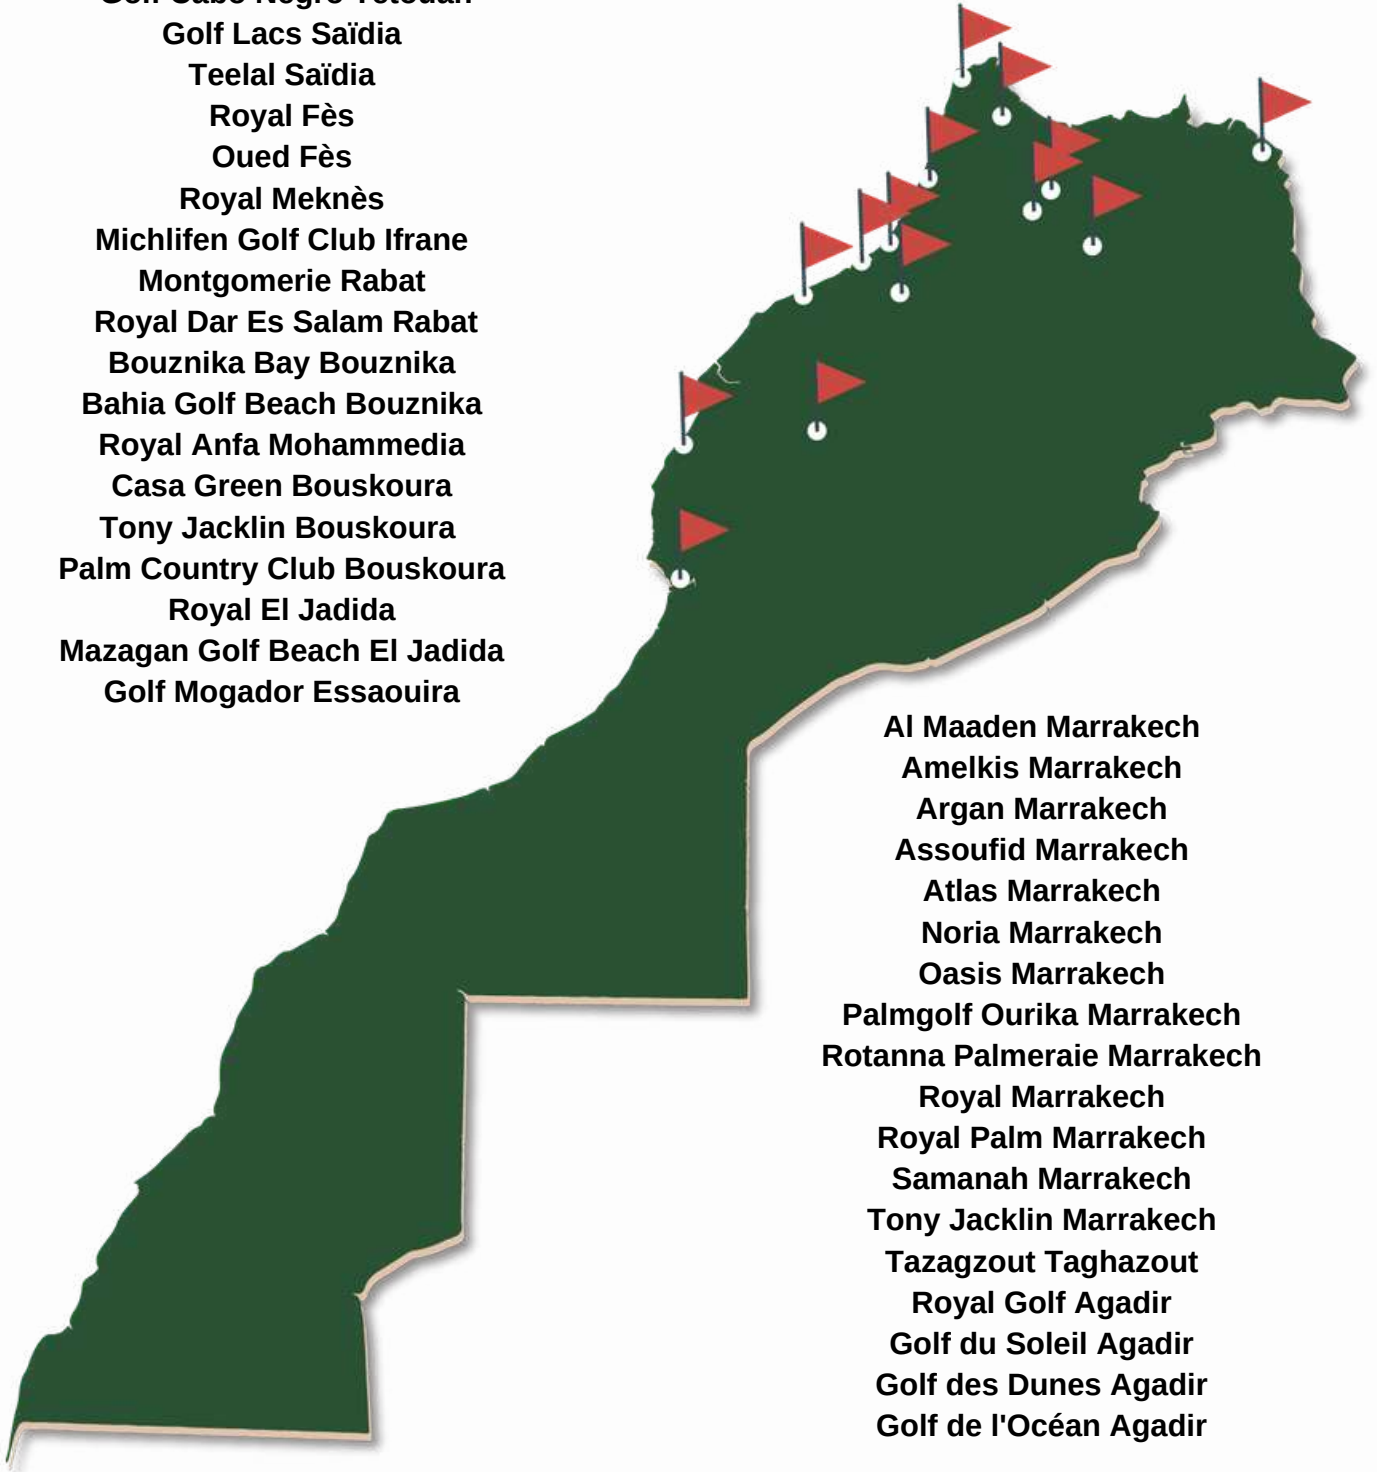 Golf Lacs Saïdia
Teelal Saïdia
Royal Fès
Oued Fès
Royal Meknès
Michlifen Golf Club Ifrane
Montgomerie Rabat
Royal Dar Es Salam Rabat
Bouznika Bay Bouznika
Bahia Golf Beach Bouznika
Royal Anfa Mohammedia
Casa Green Bouskoura
Tony Jacklin Bouskoura
Palm Country Club Bouskoura
Royal El Jadida
Mazagan Golf Beach El Jadida
Golf Mogador Essaouira
Al Maaden Marrakech
Amelkis Marrakech
Argan Marrakech
Assoufid Marrakech
Atlas Marrakech
Noria Marrakech
Oasis Marrakech
Palmgolf Ourika Marrakech
Rotanna Palmeraie Marrakech
Royal Marrakech
Royal Palm Marrakech
Samanah Marrakech
Tony Jacklin Marrakech
Tazagzout Taghazout
Royal Golf Agadir
Golf du Soleil Agadir
Golf des Dunes Agadir
Golf de l'Océan Agadir